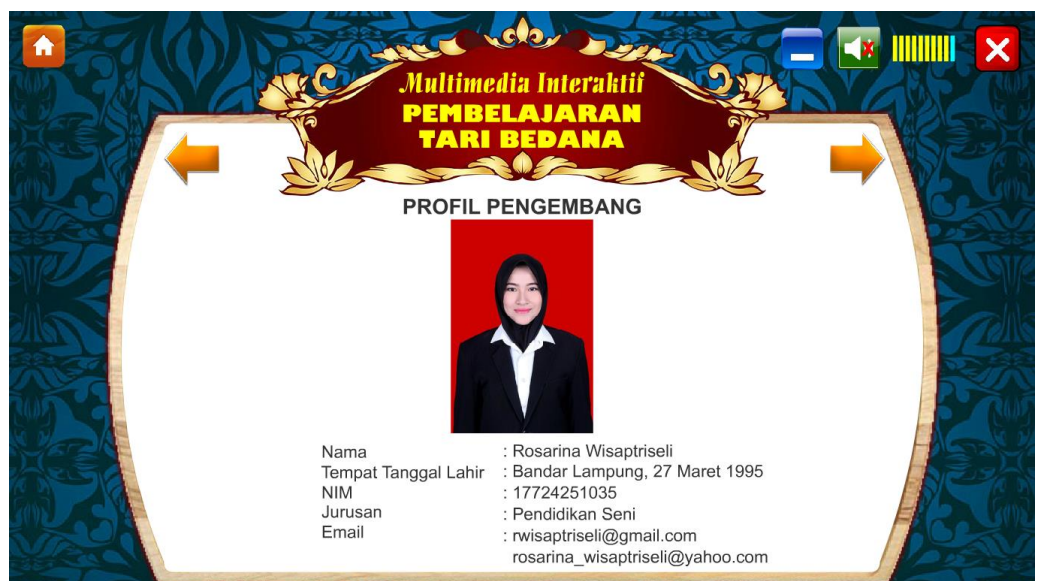 Multimedia Interaktif
PEMBELAJARAN
TARI BEDANA
PROFIL PENGEMBANG
Nama : Rosarina Wisaptriseli
Tempat Tanggal Lahir : Bandar Lampung, 27 Maret 1995
NIM : 17724251035
Jurusan : Pendidikan Seni
Email : rwisaptriseli@gmail.com
rosarina_wisaptriseli@yahoo.com